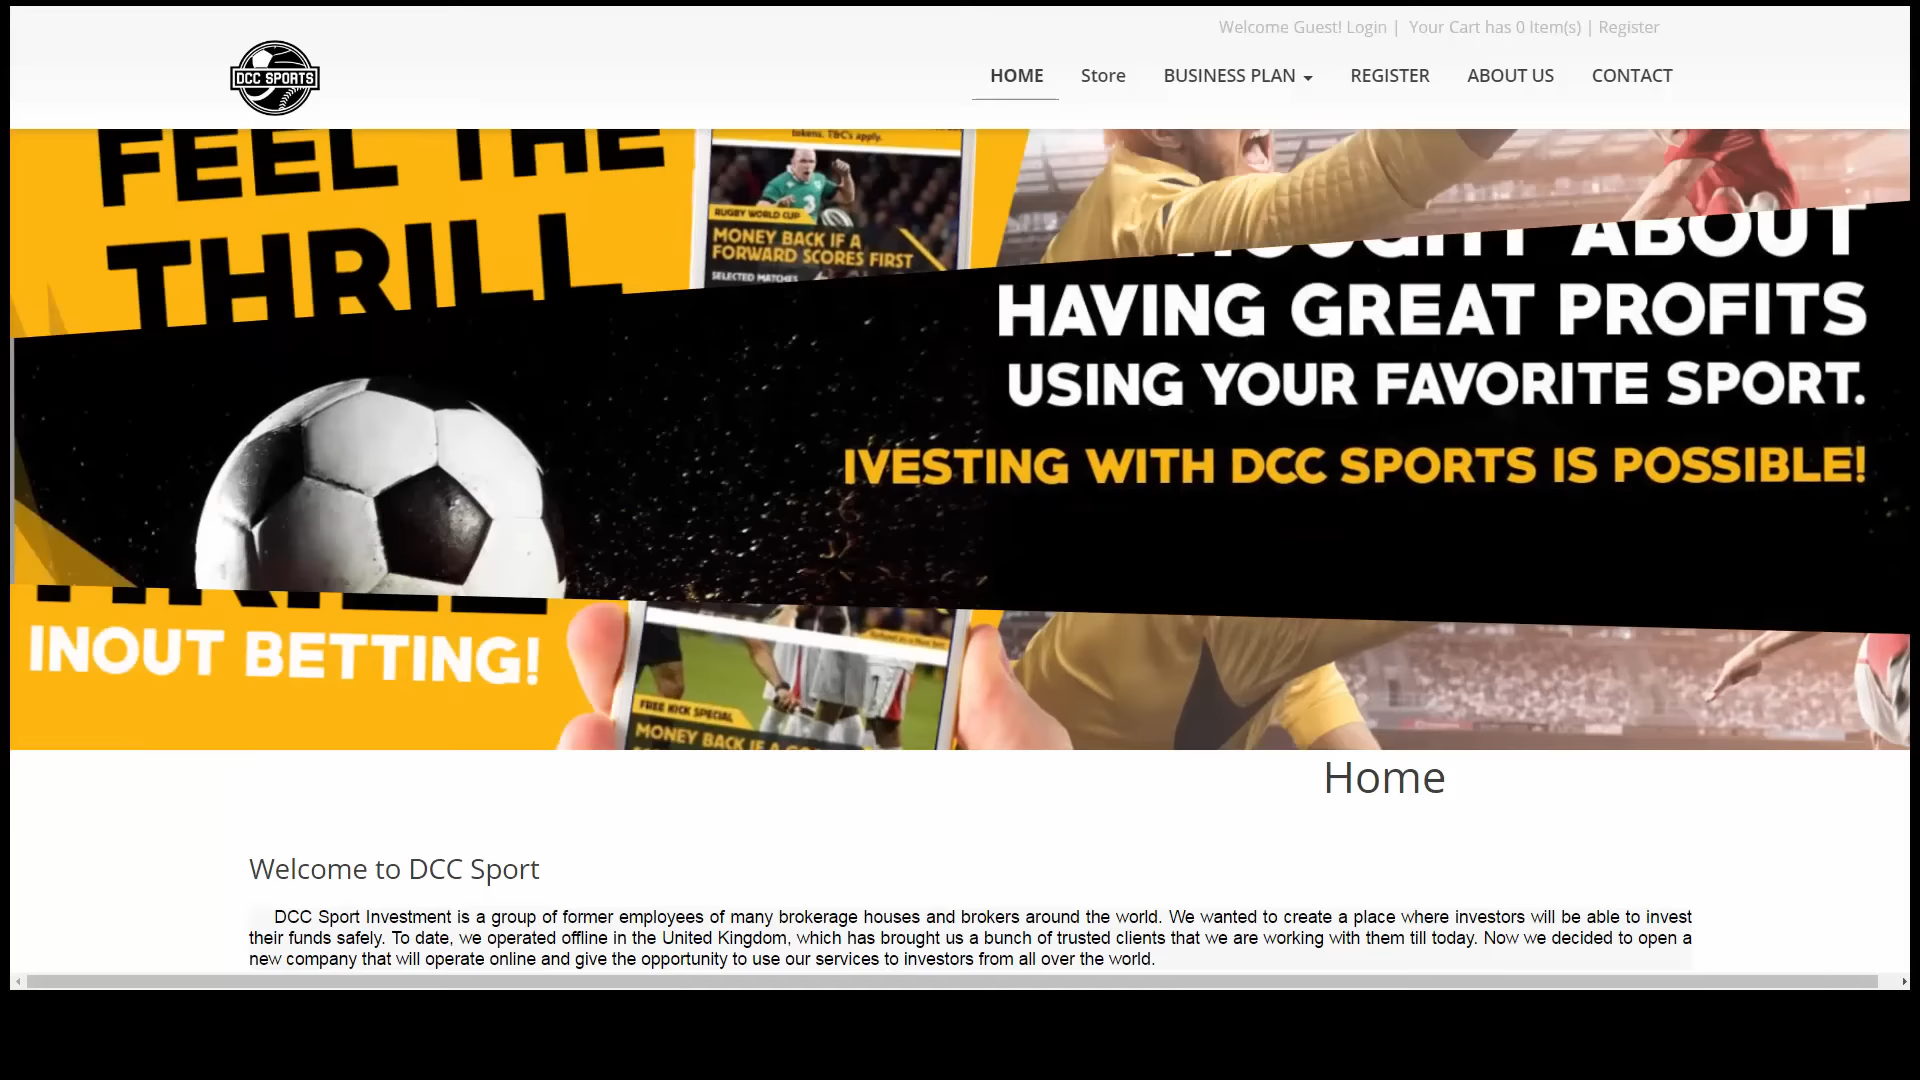 Welcome Guest! Login | Your Cart has 0 Item(s) | Register
DCC SPORTS
HOME Store BUSINESS PLAN REGISTER ABOUT US CONTACT
FEEL THE
THRILL
tokens. T&C's apply.
RUGBY WORLD CUP
MONEY BACK IF A
FORWARD SCORES FIRST
SELECTED MATCHES
ABOUT
HAVING GREAT PROFITS
USING YOUR FAVORITE SPORT.
IVESTING WITH DCC SPORTS IS POSSIBLE!
INOUT BETTING!
FREE KICK SPECIAL
MONEY BACK IF A
Home
Welcome to DCC Sport
DCC Sport Investment is a group of former employees of many brokerage houses and brokers around the world. We wanted to create a place where investors will be able to invest
their funds safely. To date, we operated offline in the United Kingdom, which has brought us a bunch of trusted clients that we are working with them till today. Now we decided to open a
new company that will operate online and give the opportunity to use our services to investors from all over the world.